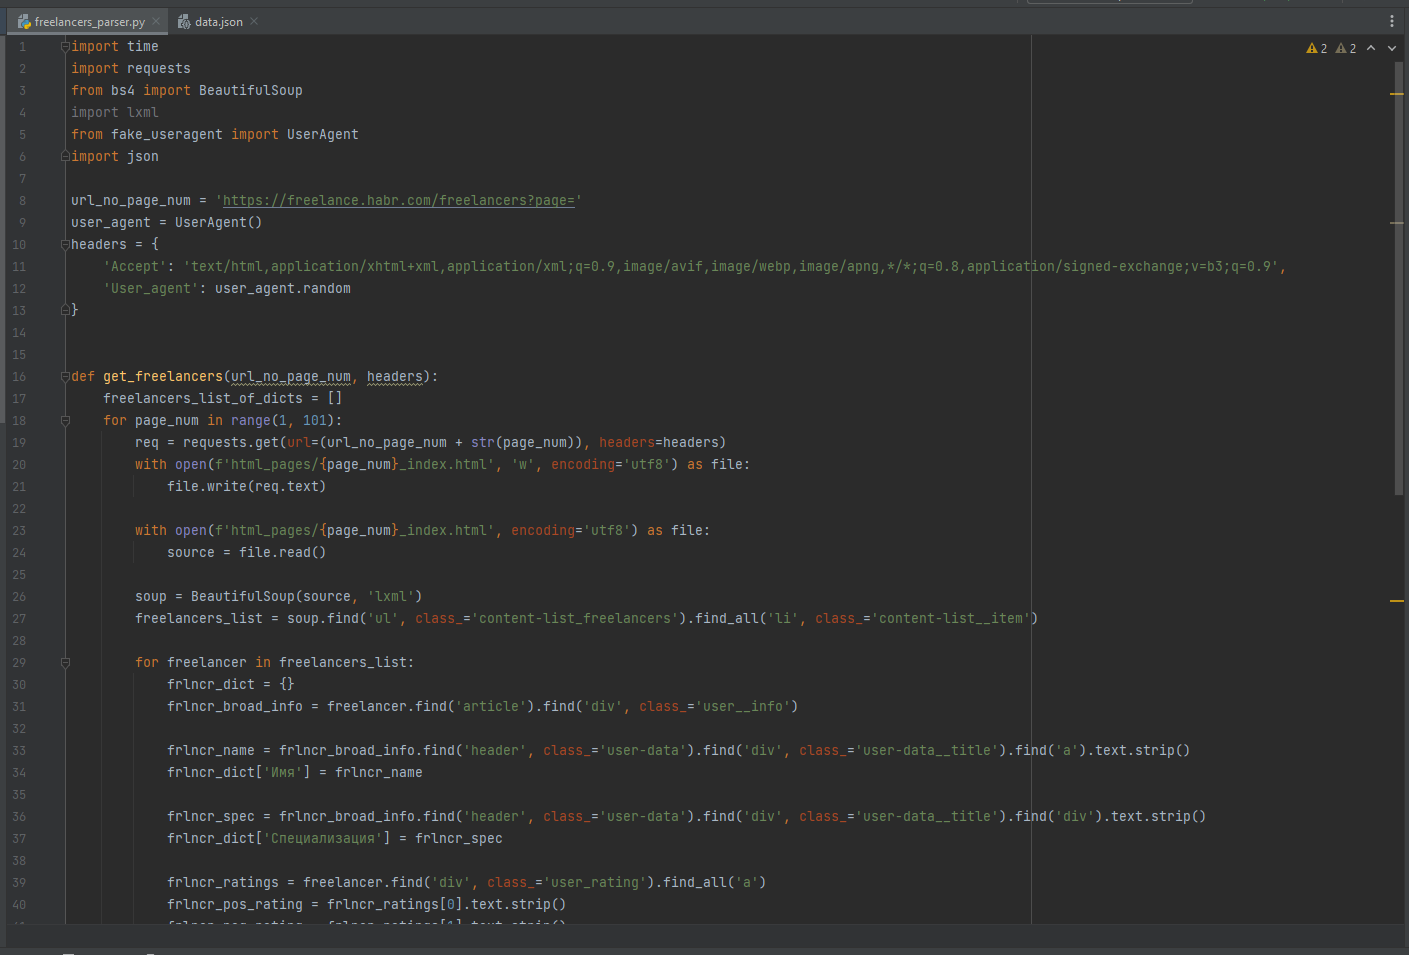 freelancers_parser.py data.json
2 2
1 import time
2 import requests
3 from bs4 import BeautifulSoup
4 import lxml
5 from fake_useragent import UserAgent
6 import json
7
8 url_no_page_num = 'https://freelance.habr.com/freelancers?page='
9 user_agent = UserAgent()
10 headers = {
11 'Accept': 'text/html,application/xhtml+xml,application/xml;q=0.9,image/avif,image/webp,image/apng,*/*;q=0.8,application/signed-exchange;v=b3;q=0.9',
12 'User_agent': user_agent.random
13 }
14
15
16 def get_freelancers(url_no_page_num, headers):
17 freelancers_list_of_dicts = []
18 for page_num in range(1, 101):
19 req = requests.get(url=(url_no_page_num + str(page_num)), headers=headers)
20 with open(f'html_pages/{page_num}_index.html', 'w', encoding='utf8') as file:
21 file.write(req.text)
22
23 with open(f'html_pages/{page_num}_index.html', encoding='utf8') as file:
24 source = file.read()
25
26 soup = BeautifulSoup(source, 'lxml')
27 freelancers_list = soup.find('ul', class_='content-list_freelancers').find_all('li', class_='content-list__item')
28
29 for freelancer in freelancers_list:
30 frlncr_dict = {}
31 frlncr_broad_info = freelancer.find('article').find('div', class_='user__info')
32
33 frlncr_name = frlncr_broad_info.find('header', class_='user-data').find('div', class_='user-data__title').find('a').text.strip()
34 frlncr_dict['Имя'] = frlncr_name
35
36 frlncr_spec = frlncr_broad_info.find('header', class_='user-data').find('div', class_='user-data__title').find('div').text.strip()
37 frlncr_dict['Специализация'] = frlncr_spec
38
39 frlncr_ratings = freelancer.find('div', class_='user_rating').find_all('a')
40 frlncr_pos_rating = frlncr_ratings[0].text.strip()